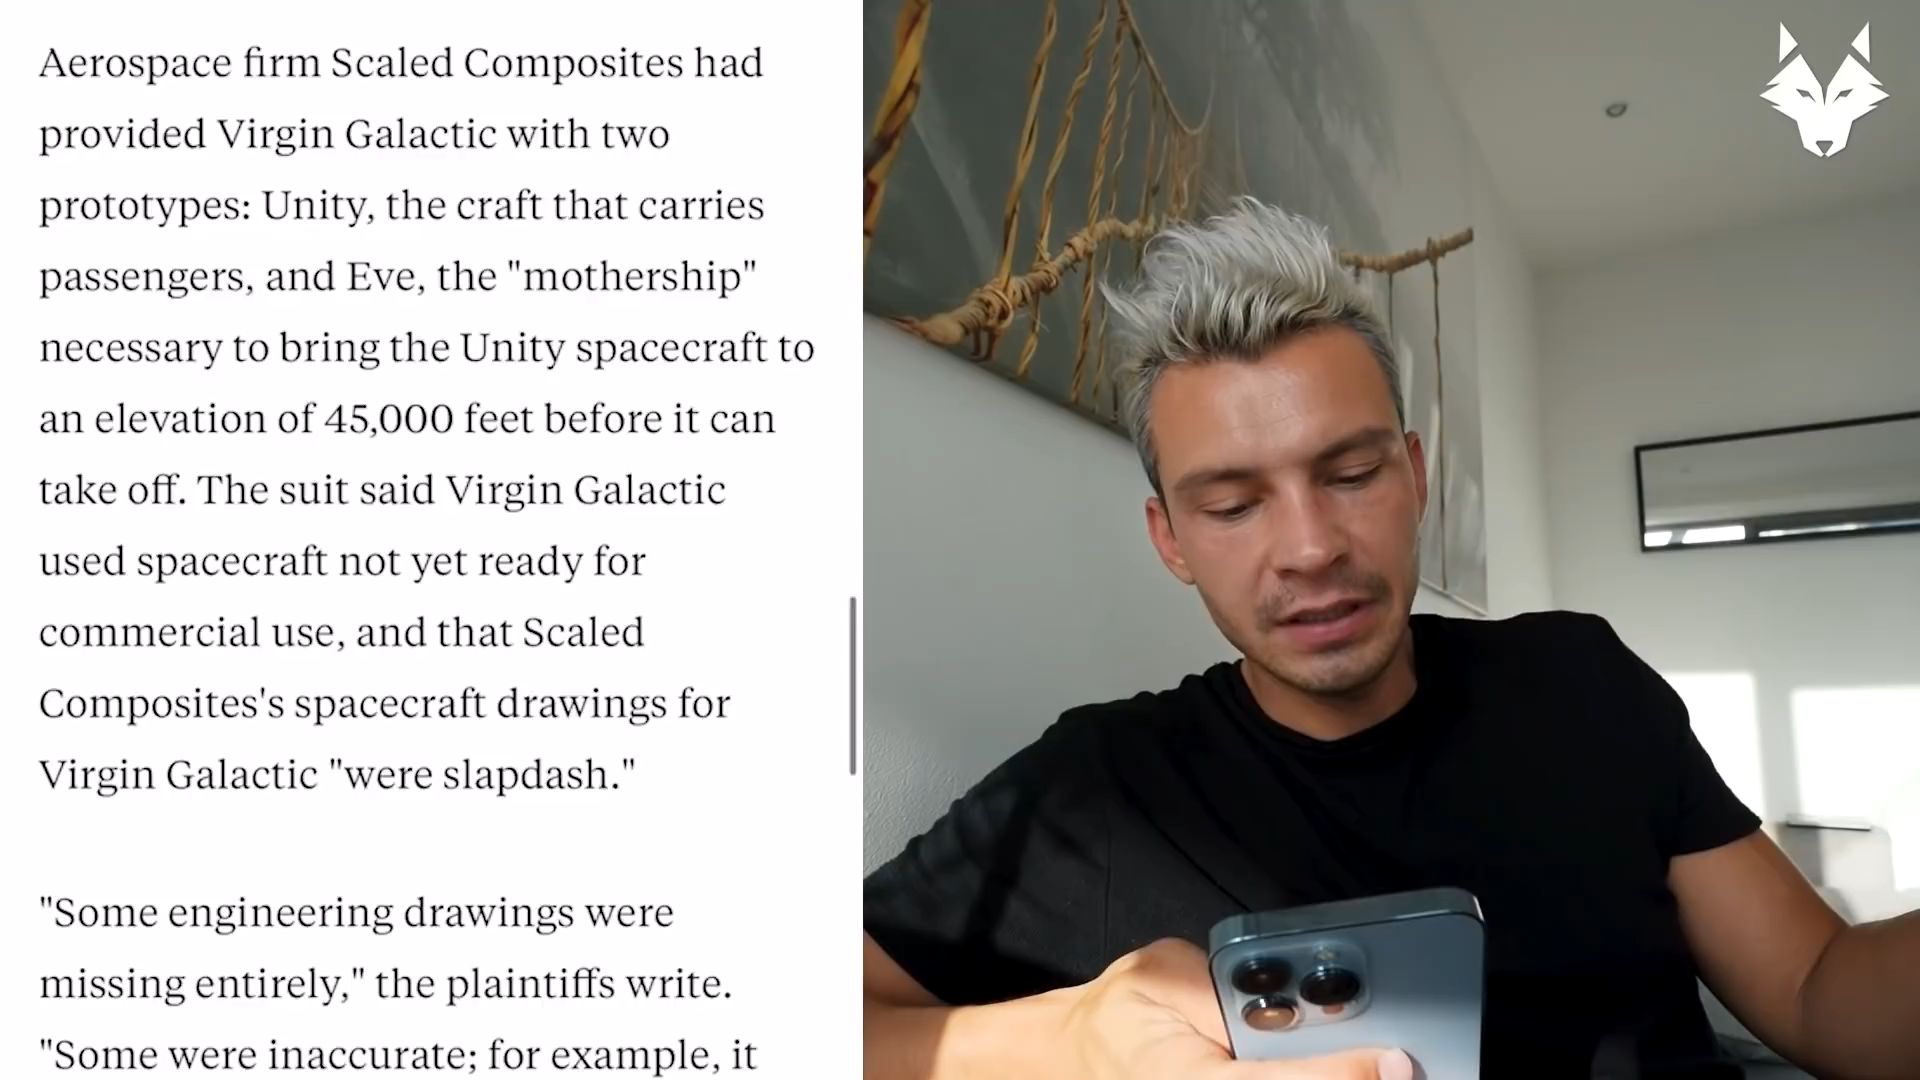 Aerospace firm Scaled Composites had
provided Virgin Galactic with two
prototypes: Unity, the craft that carries
passengers, and Eve, the "mothership"
necessary to bring the Unity spacecraft to
an elevation of 45,000 feet before it can
take off. The suit said Virgin Galactic
used spacecraft not yet ready for
commercial use, and that Scaled
Composites's spacecraft drawings for
Virgin Galactic "were slapdash."
"Some engineering drawings were
missing entirely," the plaintiffs write.
"Some were inaccurate; for example, it